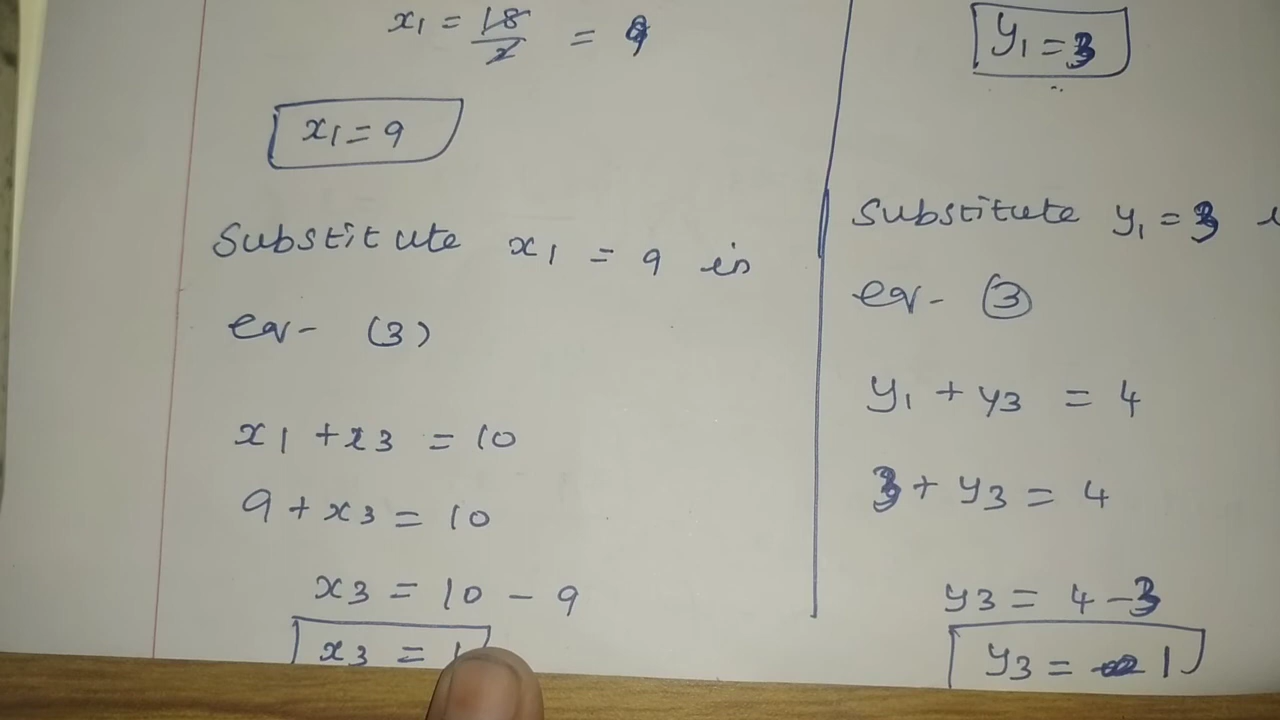 x1 = 18/2 = 9
x1 = 9
Substitute x1 = 9 in
eq- (3)
x1 + x3 = 10
9 + x3 = 10
x3 = 10 - 9
x3 = 1
y1 = 3
Substitute y1 = 3
eq- (3)
y1 + y3 = 4
3 + y3 = 4
y3 = 4 - 3
y3 = 1